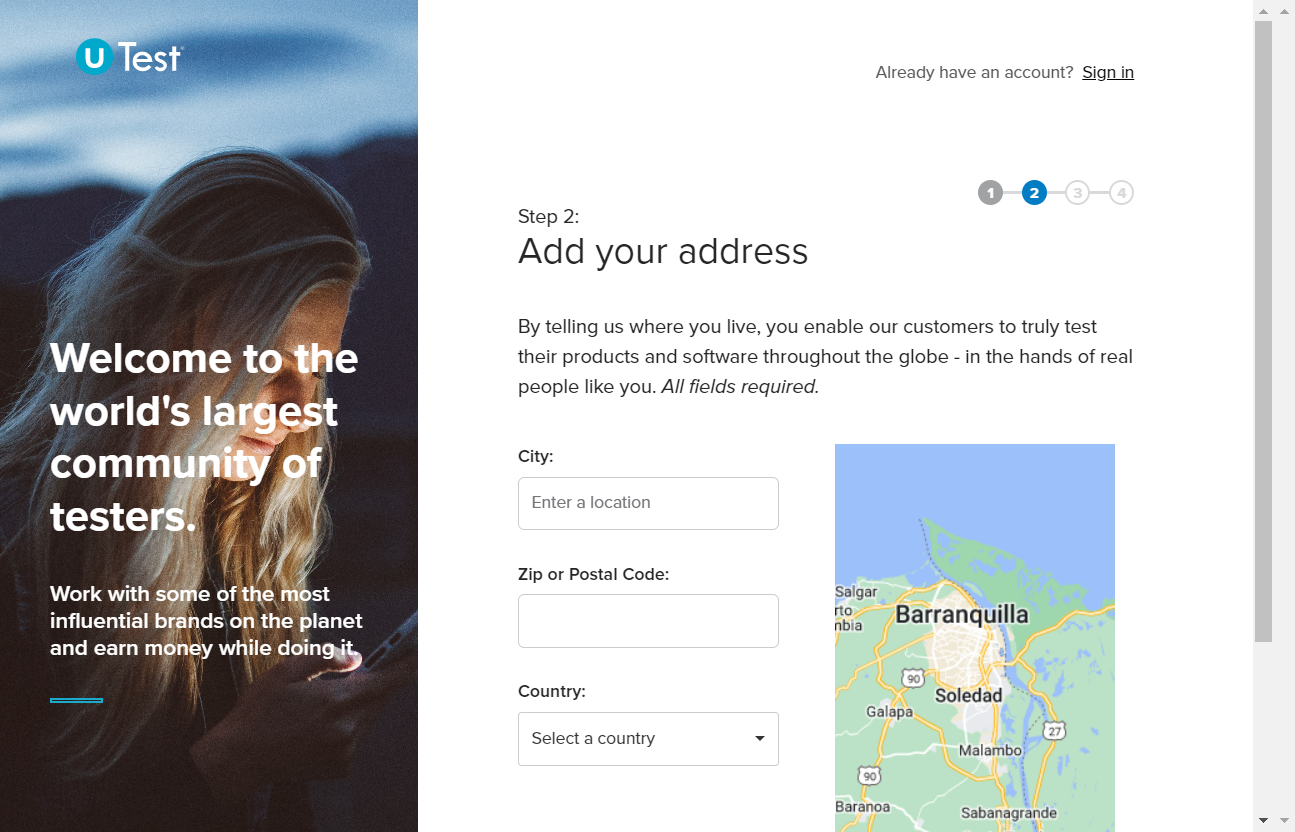 U Test
Already have an account? Sign in
1 2 3 4
Step 2:
Add your address
By telling us where you live, you enable our customers to truly test
their products and software throughout the globe - in the hands of real
people like you. All fields required.
Welcome to the
world's largest
community of
testers.
Work with some of the most
influential brands on the planet
and earn money while doing it.
City:
Enter a location
Zip or Postal Code:
Country:
Select a country
Salgar
rto
mbia
Barranquilla
90
Soledad
Galapa
27
Malambo
90
Baranoa
Sabanagrande